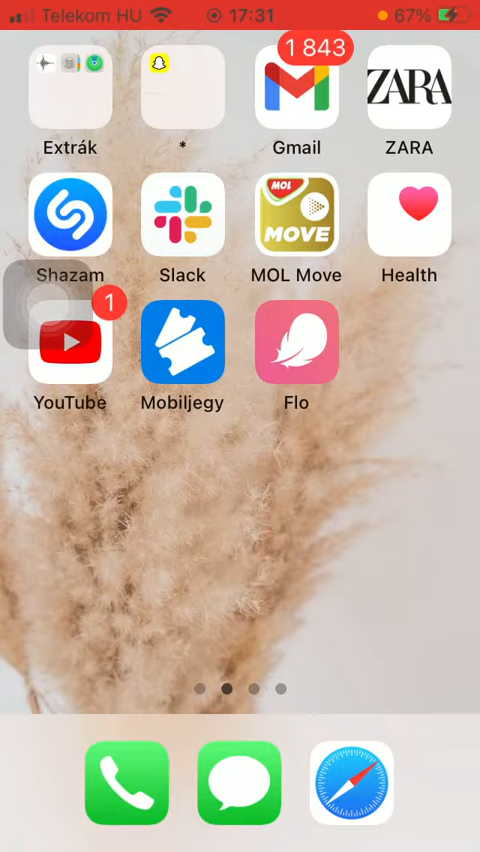 Telekom HU 17:31 67%
1 843
Extrák * Gmail ZARA
ZARA
MOL
MOVE
Shazam Slack MOL Move Health
1
YouTube Mobiljegy Flo